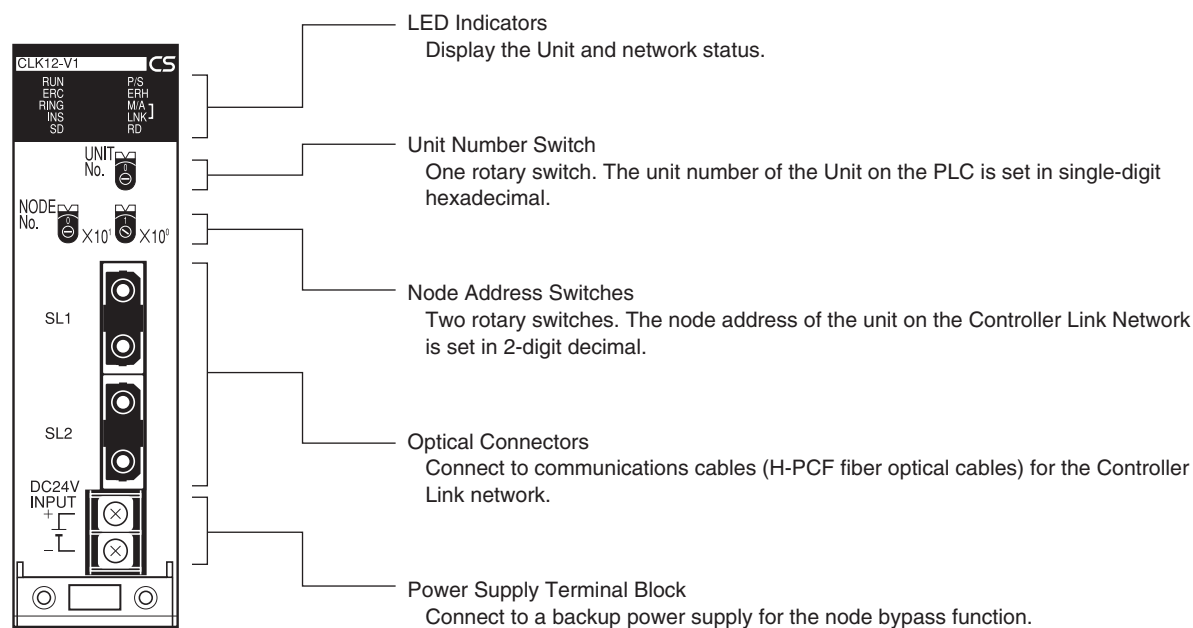 LED Indicators
Display the Unit and network status.
CLK12-V1 CS
RUN P/S
ERC ERH
RING M/A
INS LNK
SD RD
UNIT
No.
0
Unit Number Switch
One rotary switch. The unit number of the Unit on the PLC is set in single-digit
hexadecimal.
NODE
No.
0 X10¹ 1 X10⁰
Node Address Switches
Two rotary switches. The node address of the unit on the Controller Link Network
is set in 2-digit decimal.
SL1
SL2
Optical Connectors
Connect to communications cables (H-PCF fiber optical cables) for the Controller
Link network.
DC24V
INPUT
+
−
Power Supply Terminal Block
Connect to a backup power supply for the node bypass function.